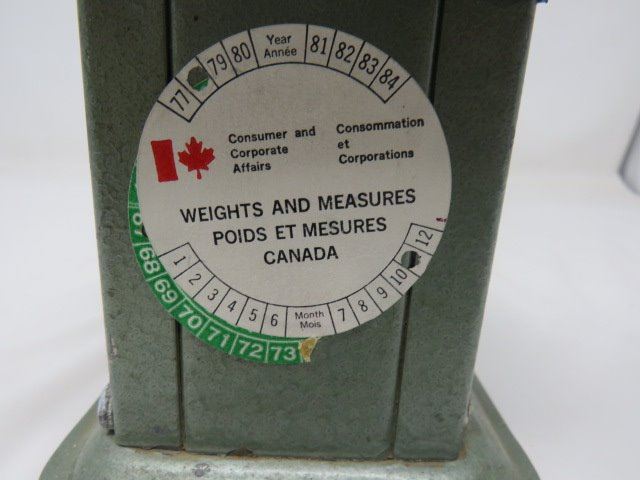 77 79 80 Year Année 81 82 83 84
Consumer and Corporate Affairs
Consommation et Corporations
WEIGHTS AND MEASURES
POIDS ET MESURES
CANADA
1 2 3 4 5 6 Month Mois 7 8 9 10 12
67 68 69 70 71 72 73